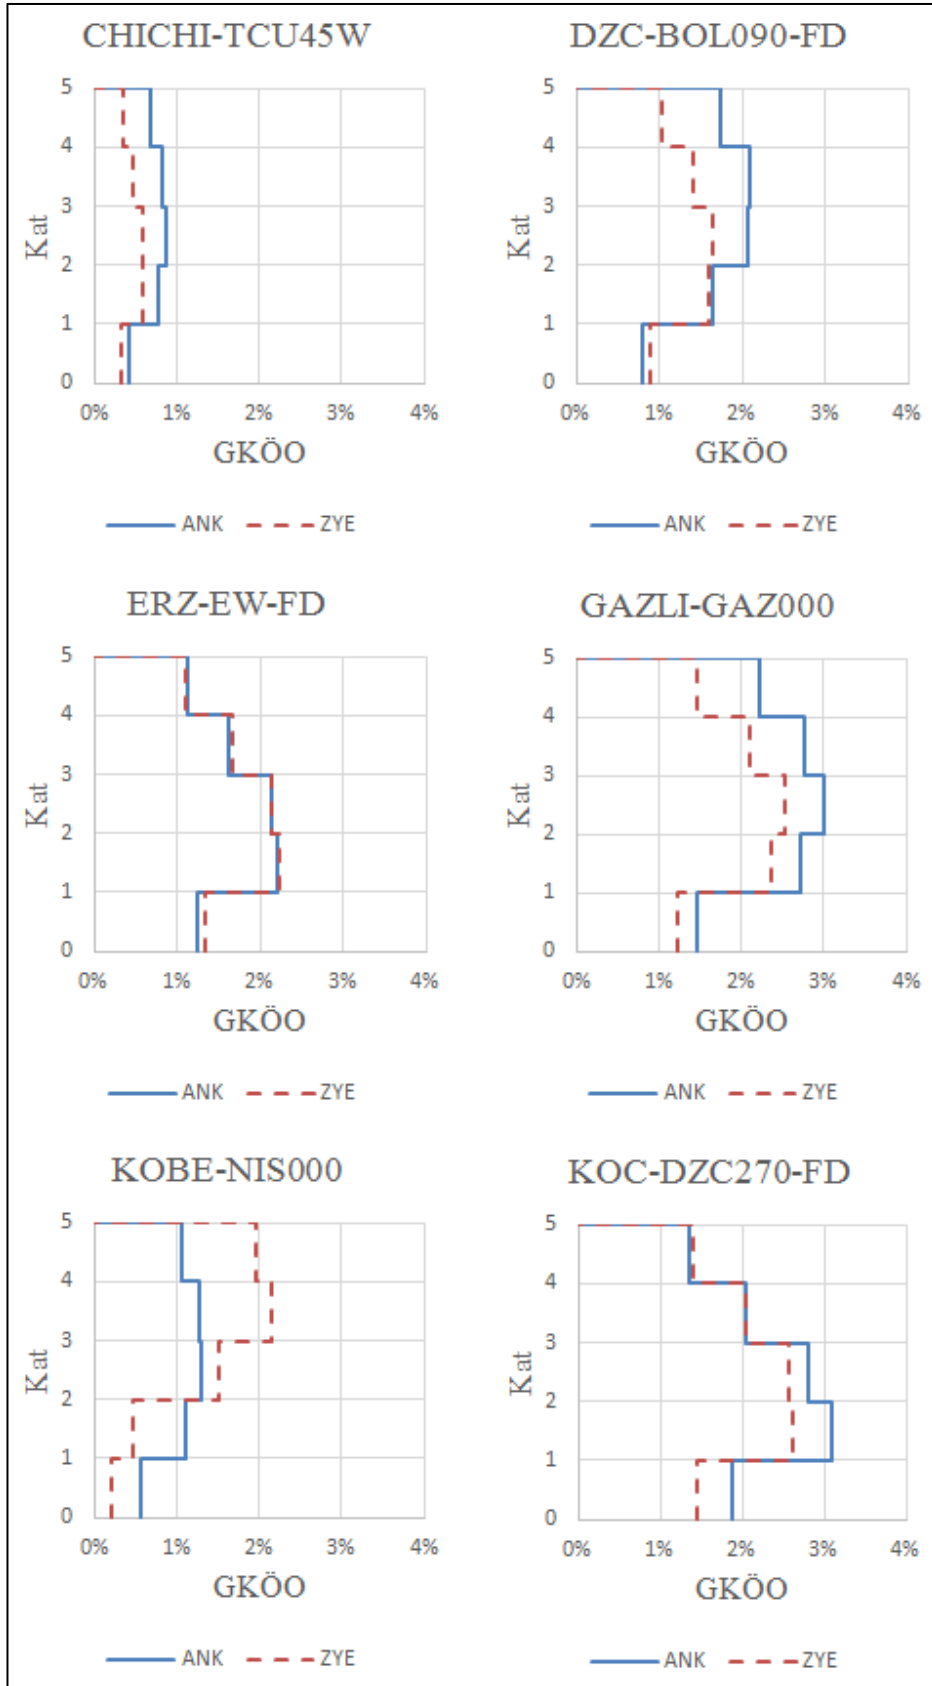 CHICHI-TCU45W
5
4
3
2
1
0
Kat
0% 1% 2% 3% 4%
GKÖO
ANK ZYE
DZC-BOL090-FD
5
4
3
2
1
0
Kat
0% 1% 2% 3% 4%
GKÖO
ANK ZYE
ERZ-EW-FD
5
4
3
2
1
0
Kat
0% 1% 2% 3% 4%
GKÖO
ANK ZYE
GAZLI-GAZ000
5
4
3
2
1
0
Kat
0% 1% 2% 3% 4%
GKÖO
ANK ZYE
KOBE-NIS000
5
4
3
2
1
0
Kat
0% 1% 2% 3% 4%
GKÖO
ANK ZYE
KOC-DZC270-FD
5
4
3
2
1
0
Kat
0% 1% 2% 3% 4%
GKÖO
ANK ZYE